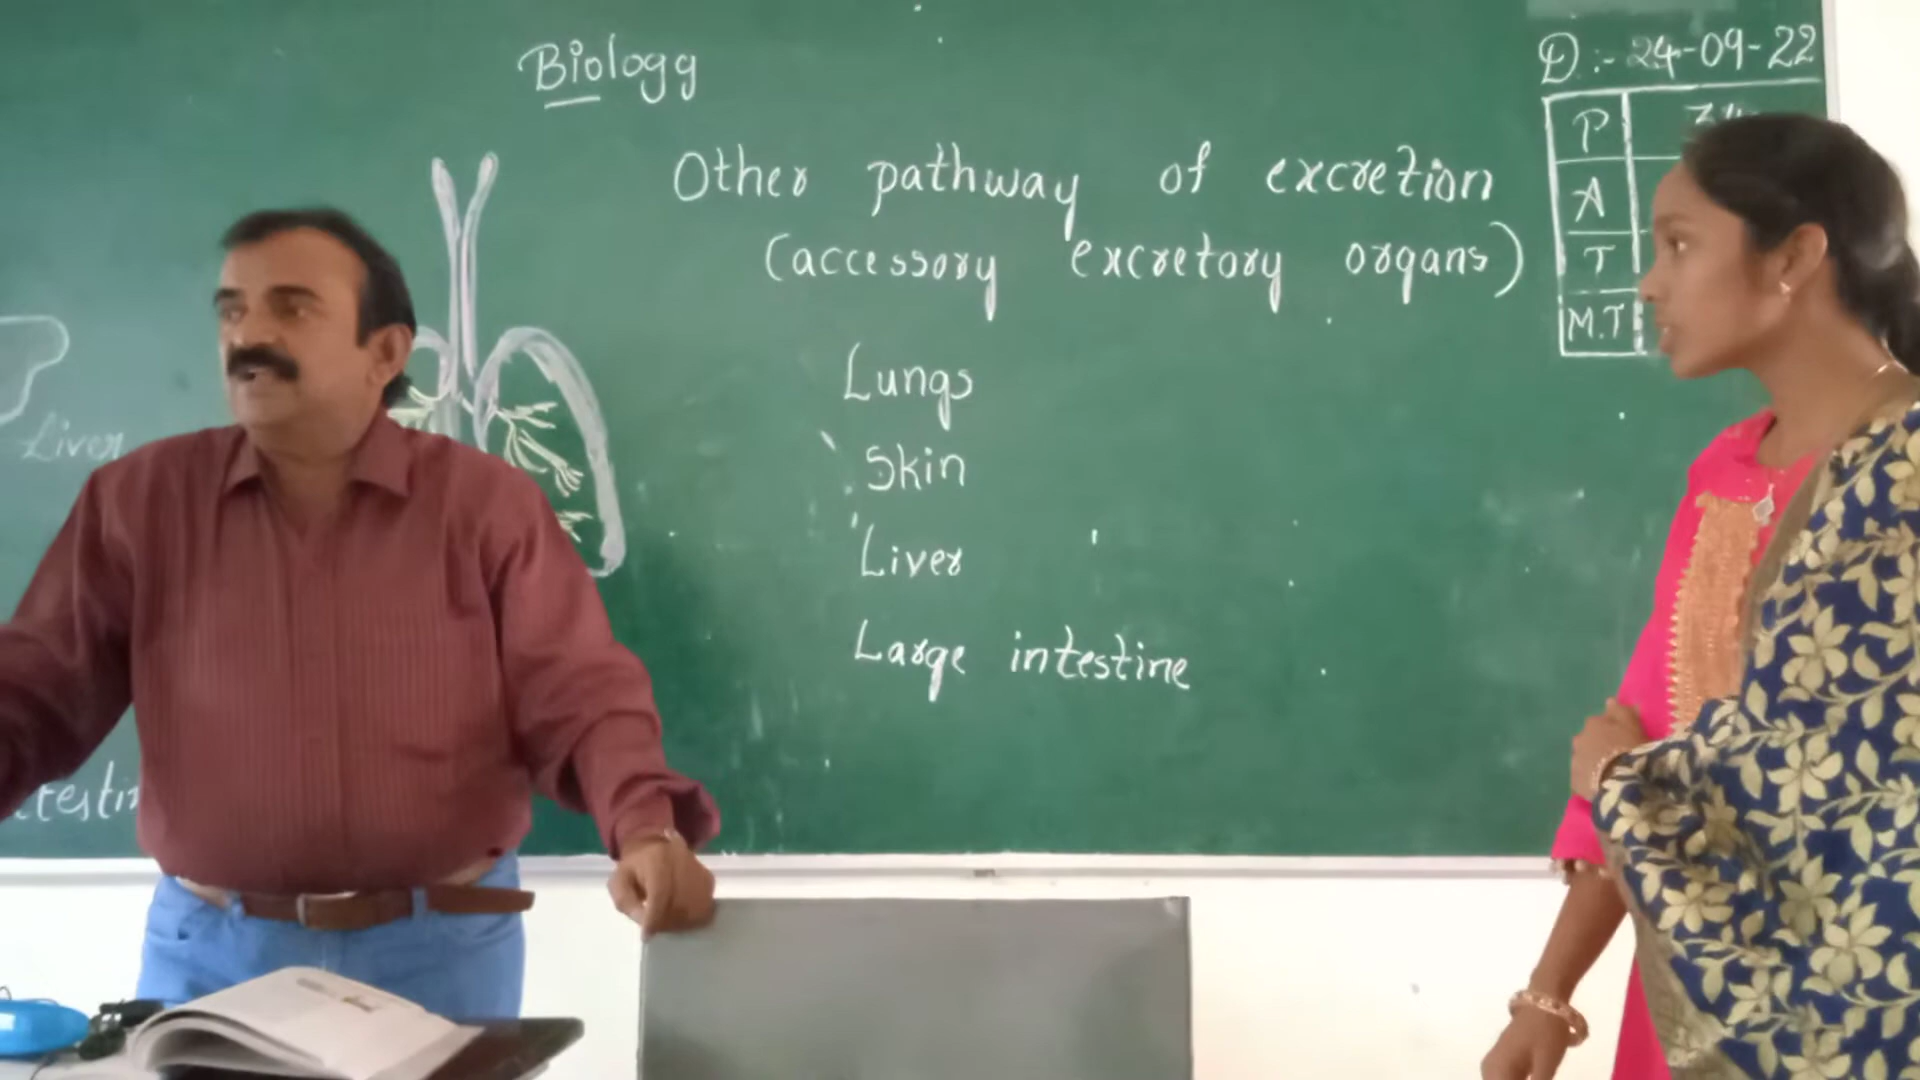 Biology
D:- 24-09-22
P
A
T
M.T
Other pathway of excretion
(accessory excretory organs)
Lungs
Skin
Liver
Large intestine
Liver